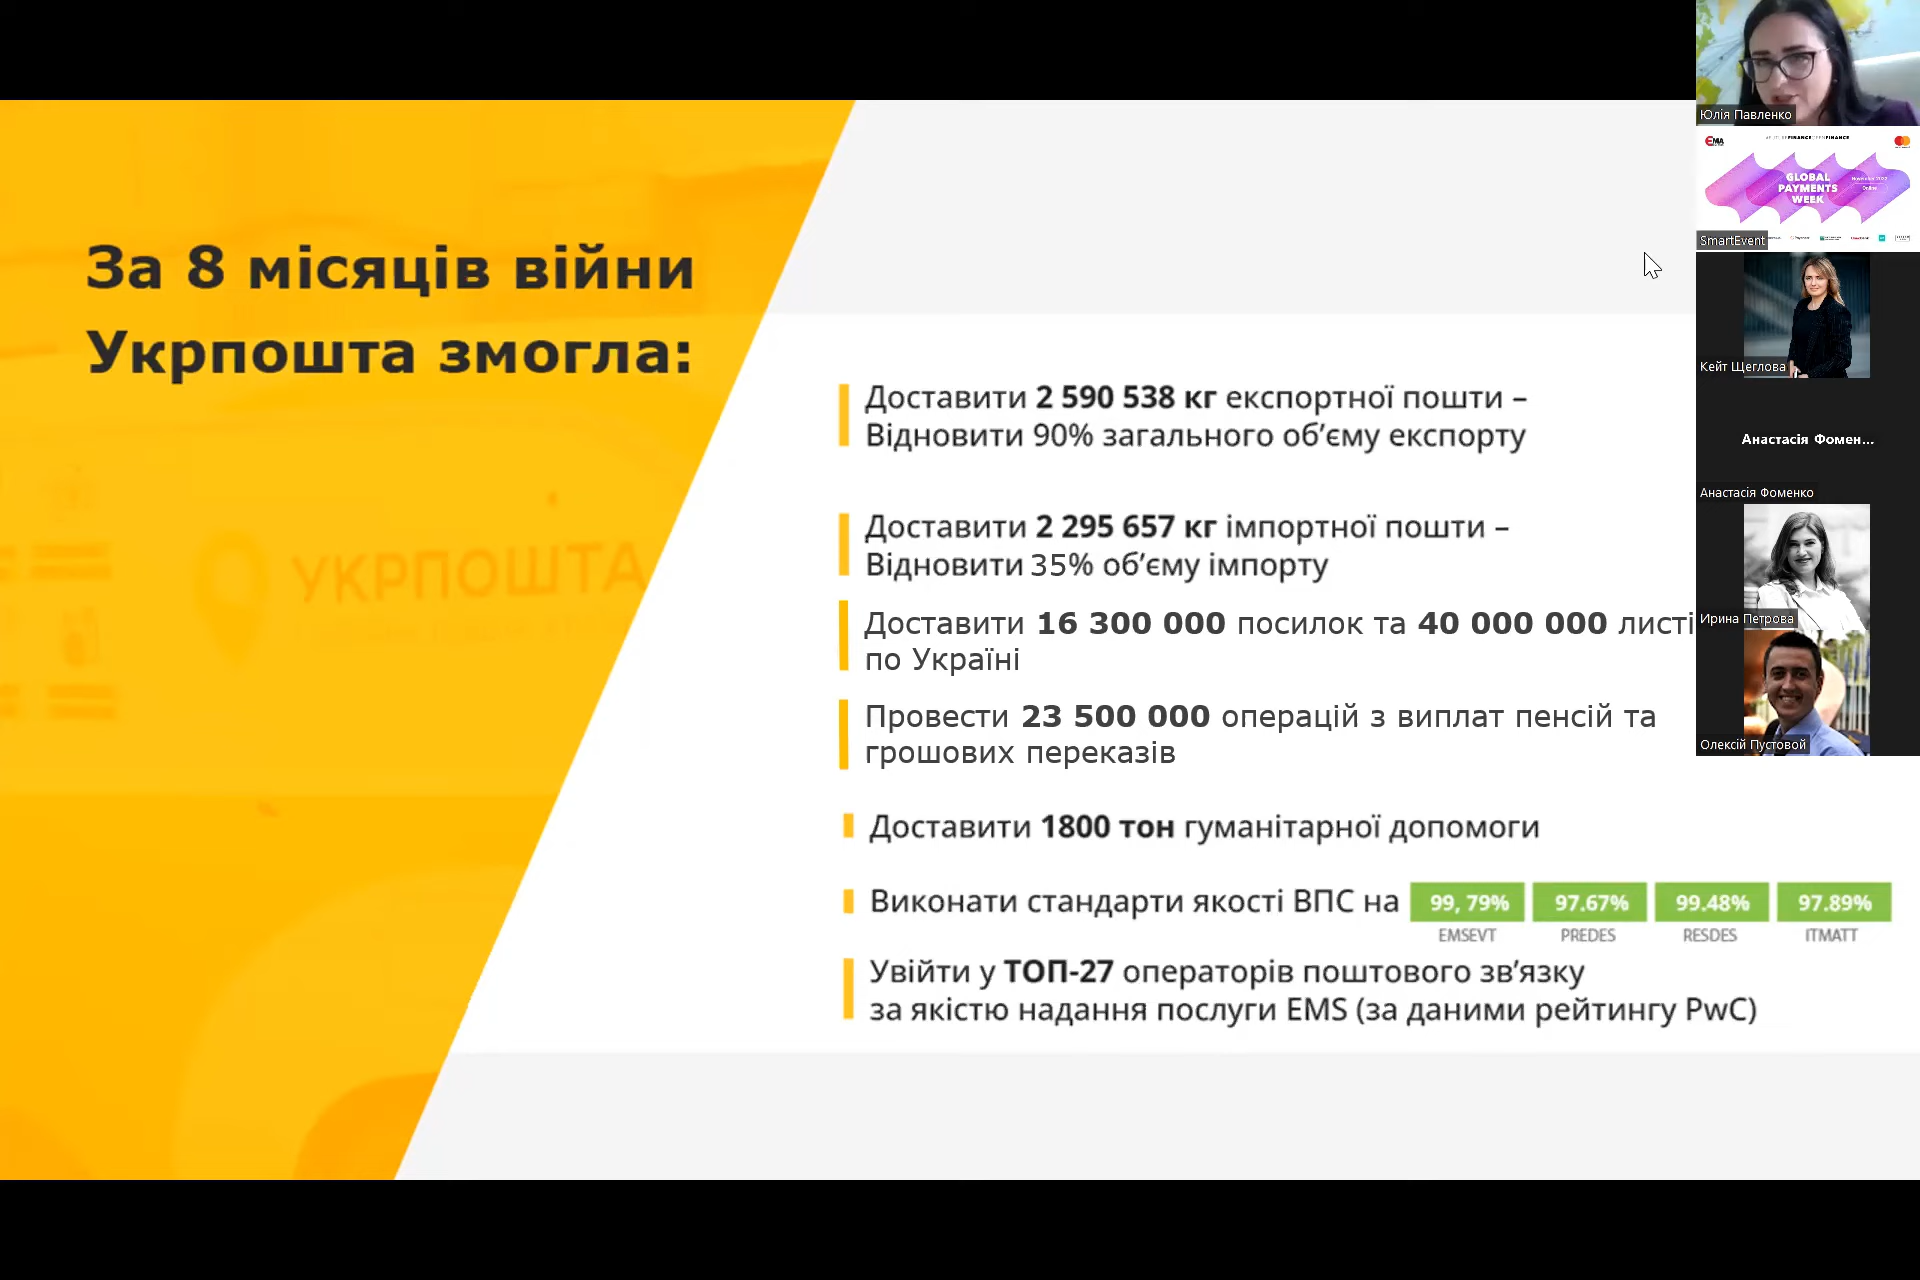 За 8 місяців війни
Укрпошта змогла:
УКРПОШТА
Доставити 2 590 538 кг експортної пошти –
Відновити 90% загального об’єму експорту
Доставити 2 295 657 кг імпортної пошти –
Відновити 35% об’єму імпорту
Доставити 16 300 000 посилок та 40 000 000 листі
по Україні
Провести 23 500 000 операцій з виплат пенсій та
грошових переказів
Доставити 1800 тон гуманітарної допомоги
Виконати стандарти якості ВПС на 99, 79% 97.67% 99.48% 97.89%
EMSEVT PREDES RESDES ITMATT
Увійти у ТОП-27 операторів поштового зв’язку
за якістю надання послуги EMS (за даними рейтингу PwC)
Юлія Павленко
EMA
GLOBAL
PAYMENTS
WEEK
SmartEvent
Кейт Щеглова
Анастасія Фомен...
Анастасія Фоменко
Ирина Петрова
Олексій Пустовой